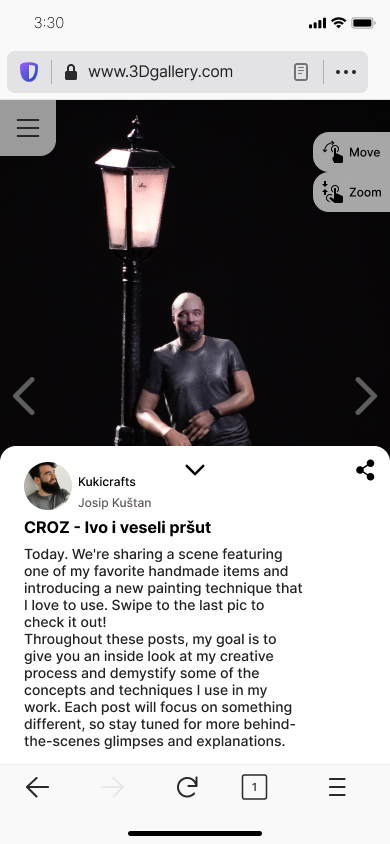 3:30
www.3Dgallery.com
Move
Zoom
Kukicrafts
Josip Kuštan
CROZ - Ivo i veseli pršut
Today. We're sharing a scene featuring
one of my favorite handmade items and
introducing a new painting technique that
I love to use. Swipe to the last pic to
check it out!
Throughout these posts, my goal is to
give you an inside look at my creative
process and demystify some of the
concepts and techniques I use in my
work. Each post will focus on something
different, so stay tuned for more behind-
the-scenes glimpses and explanations.
1